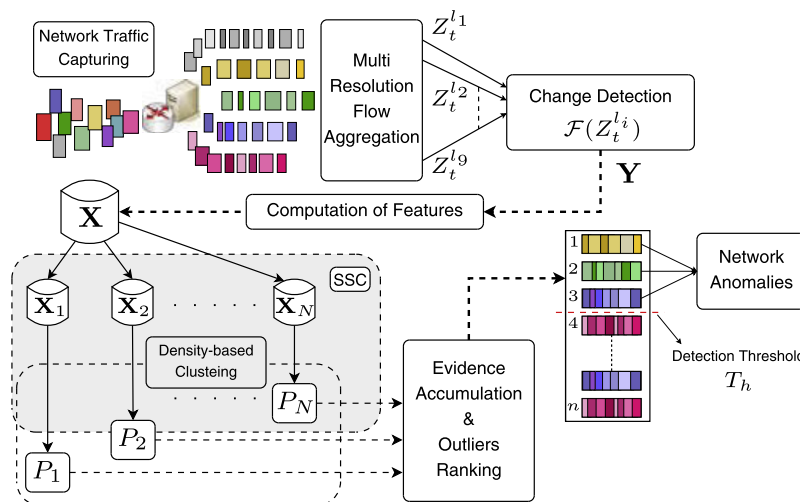 Network Traffic
Capturing
Multi
Resolution
Flow
Aggregation
Z_t^{l_1}
Z_t^{l_2}
Z_t^{l_9}
Change Detection
F(Z_t^{l_i})
Y
Computation of Features
X
SSC
X_1
X_2
. . . . .
X_N
Density-based
Clusteing
. . . . .
P_N
P_2
P_1
Evidence
Accumulation
&
Outliers
Ranking
1
2
3
4
n
Network
Anomalies
Detection Threshold
T_h